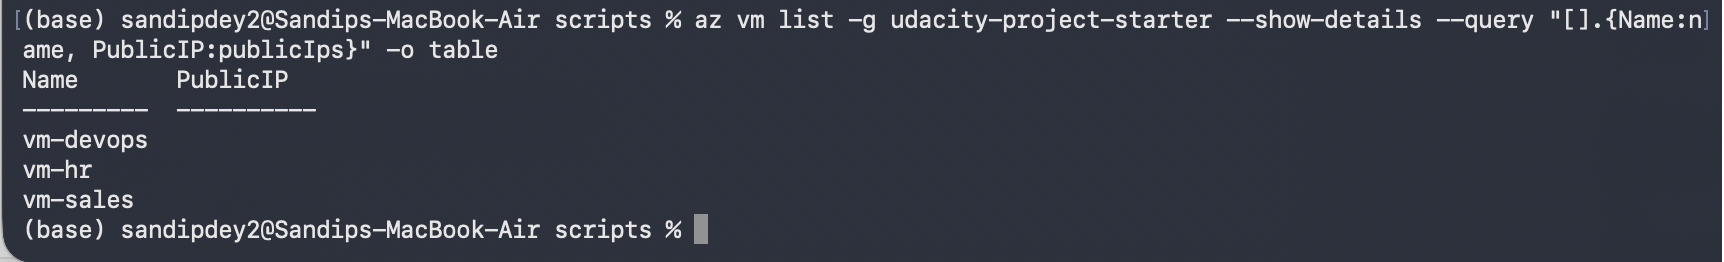 [(base) sandipdey2@Sandips-MacBook-Air scripts % az vm list -g udacity-project-starter --show-details --query "[].{Name:n]
ame, PublicIP:publicIps}" -o table
Name       PublicIP
---------  ----------
vm-devops
vm-hr
vm-sales
(base) sandipdey2@Sandips-MacBook-Air scripts %